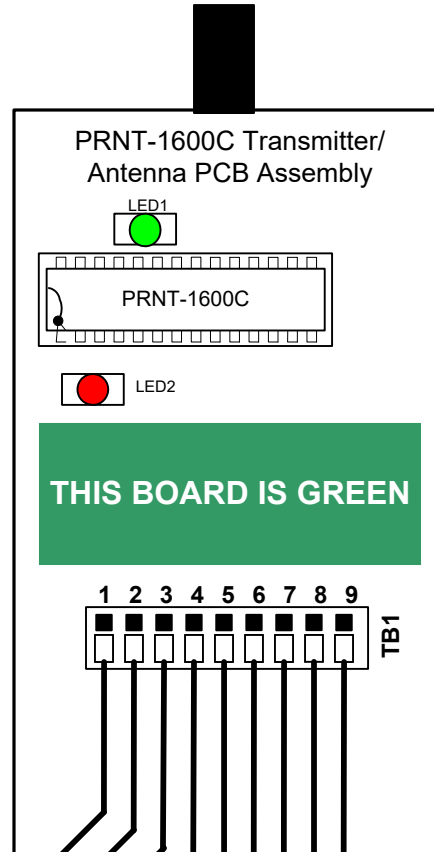 PRNT-1600C Transmitter/
Antenna PCB Assembly
LED1
PRNT-1600C
LED2
THIS BOARD IS GREEN
1 2 3 4 5 6 7 8 9
TB1